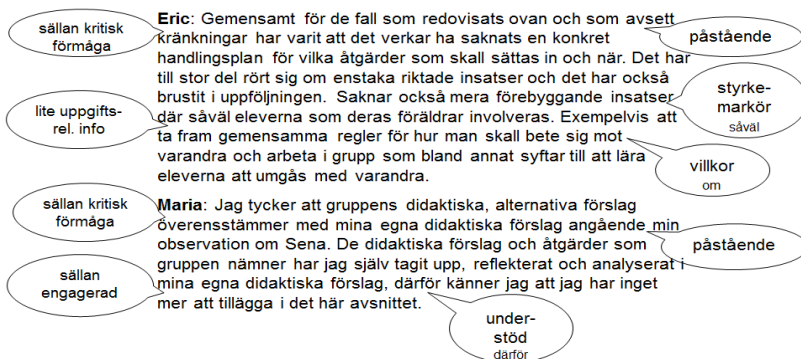 sällan kritisk
förmåga
Eric: Gemensamt för de fall som redovisats ovan och som avsett
kränkningar har varit att det verkar ha saknats en konkret
påstående
handlingsplan för vilka åtgärder som skall sättas in och när. Det har
till stor del rört sig om enstaka riktade insatser och det har också
brustit i uppföljningen. Saknar också mera förebyggande insatser
styrke-
markör
såväl
lite uppgifts-
rel. info
där såväl eleverna som deras föräldrar involveras. Exempelvis att
ta fram gemensamma regler för hur man skall bete sig mot
varandra och arbeta i grupp som bland annat syftar till att lära
villkor
om
eleverna att umgås med varandra.
sällan kritisk
förmåga
Maria: Jag tycker att gruppens didaktiska, alternativa förslag
överensstämmer med mina egna didaktiska förslag angående min
observation om Sena. De didaktiska förslag och åtgärder som
påstående
gruppen nämner har jag själv tagit upp, reflekterat och analyserat i
sällan
engagerad
mina egna didaktiska förslag, därför känner jag att jag har inget
mer att tillägga i det här avsnittet.
under-
stöd
därför